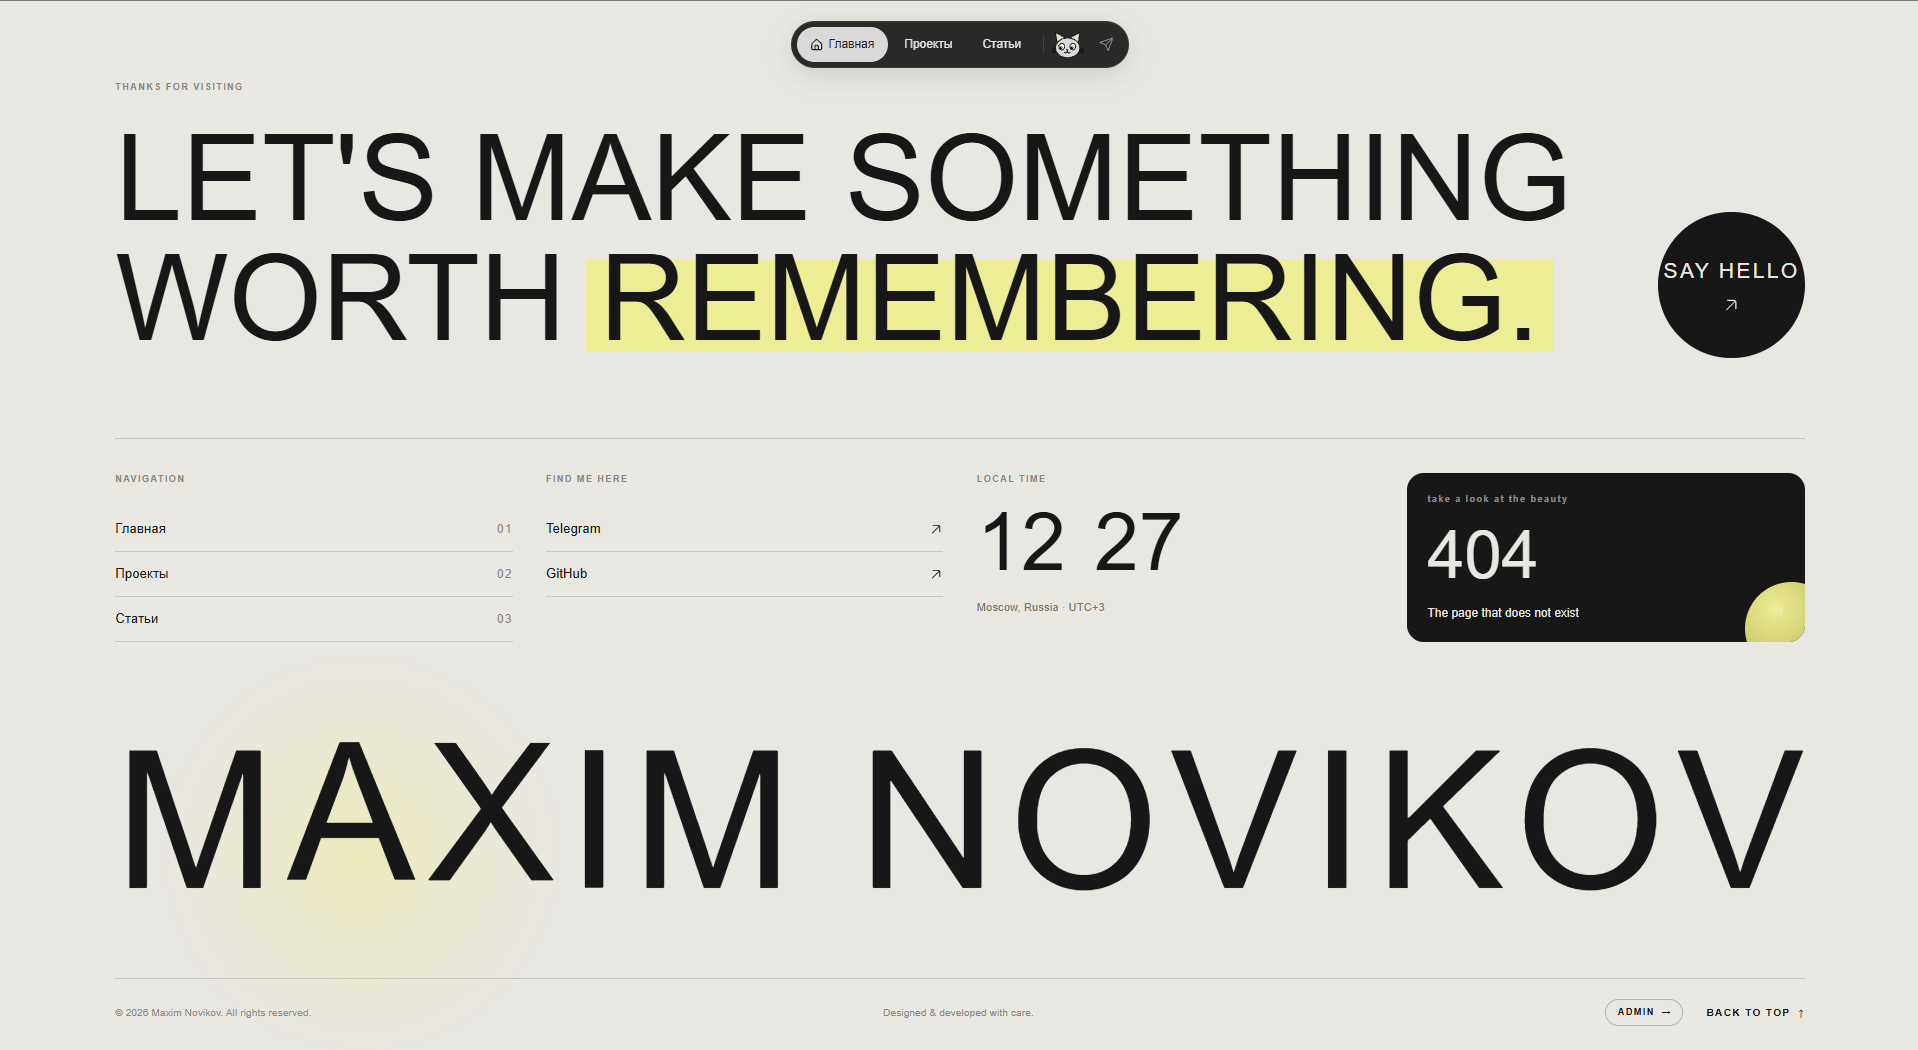 Главная Проекты Статьи
THANKS FOR VISITING
LET'S MAKE SOMETHING
WORTH REMEMBERING.
SAY HELLO
NAVIGATION
Главная 01
Проекты 02
Статьи 03
FIND ME HERE
Telegram
GitHub
LOCAL TIME
12 27
Moscow, Russia · UTC+3
take a look at the beauty
404
The page that does not exist
MAXIM NOVIKOV
© 2026 Maxim Novikov. All rights reserved.
Designed & developed with care.
ADMIN →
BACK TO TOP ↑